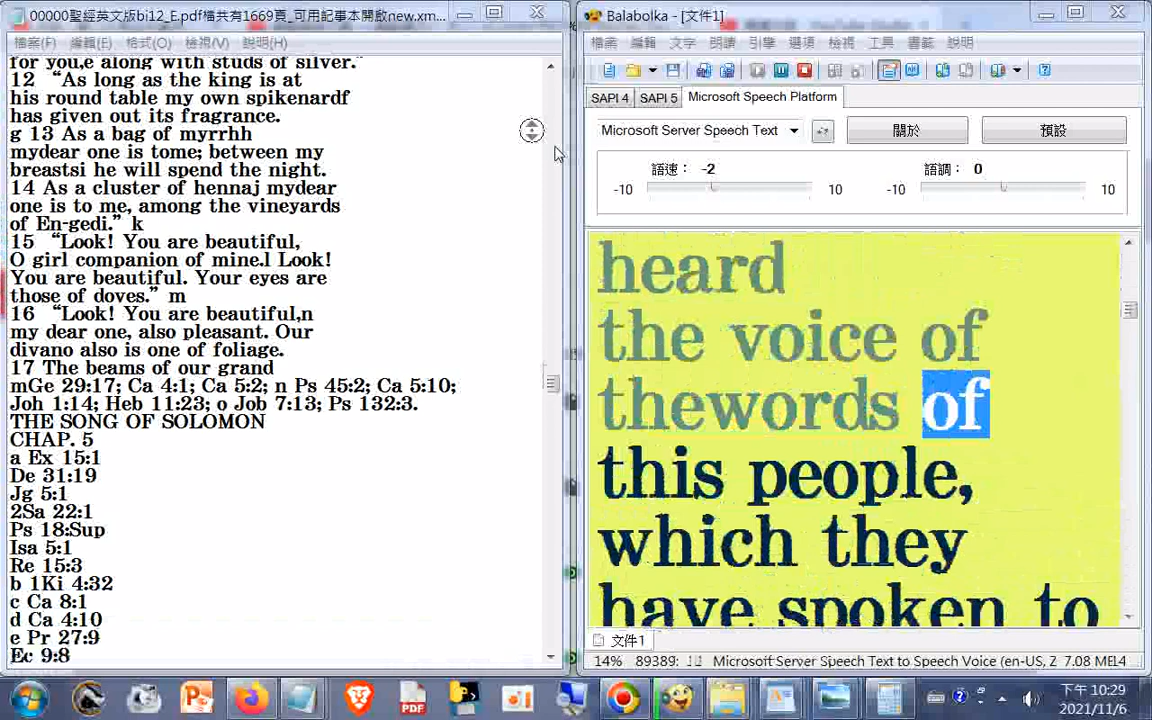 00000聖經英文版bi12_E.pdf檔共有1669頁_可用記事本開啟new.xm...
檔案(F) 編輯(E) 格式(O) 檢視(V) 說明(H)
for you,e along with studs of silver."
12 “As long as the king is at
his round table my own spikenardf
has given out its fragrance.
g 13 As a bag of myrrhh
mydear one is tome; between my
breastsi he will spend the night.
14 As a cluster of hennaj mydear
one is to me, among the vineyards
of En-gedi.” k
15 “Look! You are beautiful,
O girl companion of mine.l Look!
You are beautiful. Your eyes are
those of doves.” m
16 “Look! You are beautiful,n
my dear one, also pleasant. Our
divano also is one of foliage.
17 The beams of our grand
mGe 29:17; Ca 4:1; Ca 5:2; n Ps 45:2; Ca 5:10;
Joh 1:14; Heb 11:23; o Job 7:13; Ps 132:3.
THE SONG OF SOLOMON
CHAP. 5
a Ex 15:1
De 31:19
Jg 5:1
2Sa 22:1
Ps 18:Sup
Isa 5:1
Re 15:3
b 1Ki 4:32
c Ca 8:1
d Ca 4:10
e Pr 27:9
Ec 9:8
Balabolka - [文件1]
檔案 編輯 文字 朗讀 引擎 選項 檢視 工具 書籤 說明
SAPI 4 SAPI 5 Microsoft Speech Platform
Microsoft Server Speech Text 關於 預設
語速： -2 語調： 0
-10 10 -10 10
heard
the voice of
thewords of
this people,
which they
have spoken to
文件1
14% 89389: Microsoft Server Speech Text to Speech Voice (en-US, Z 7.08 ME14
下午 10:29
2021/11/6